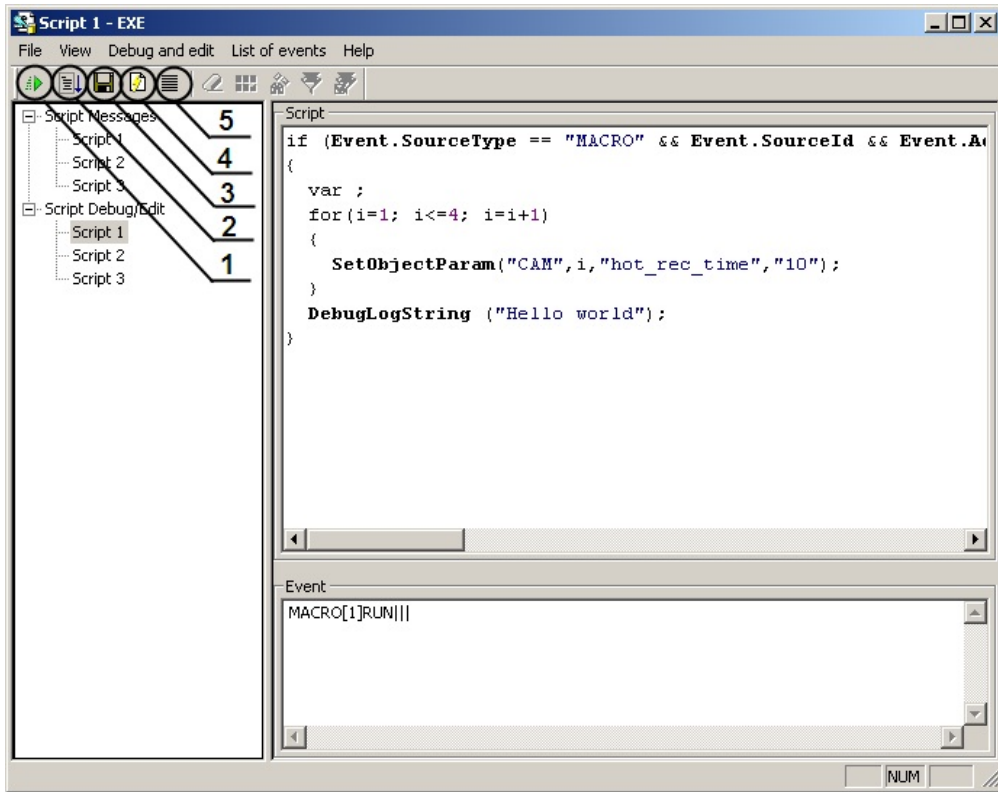 Script 1 - EXE
File View Debug and edit List of events Help
5
4
3
2
1
Script Messages
Script 1
Script 2
Script 3
Script Debug/Edit
Script 1
Script 2
Script 3
Script
if (Event.SourceType == "MACRO" && Event.SourceId && Event.A
{
var ;
for(i=1; i<=4; i=i+1)
{
SetObjectParam("CAM",i,"hot_rec_time","10");
}
DebugLogString ("Hello world");
}
Event
MACRO[1]RUN|||
NUM